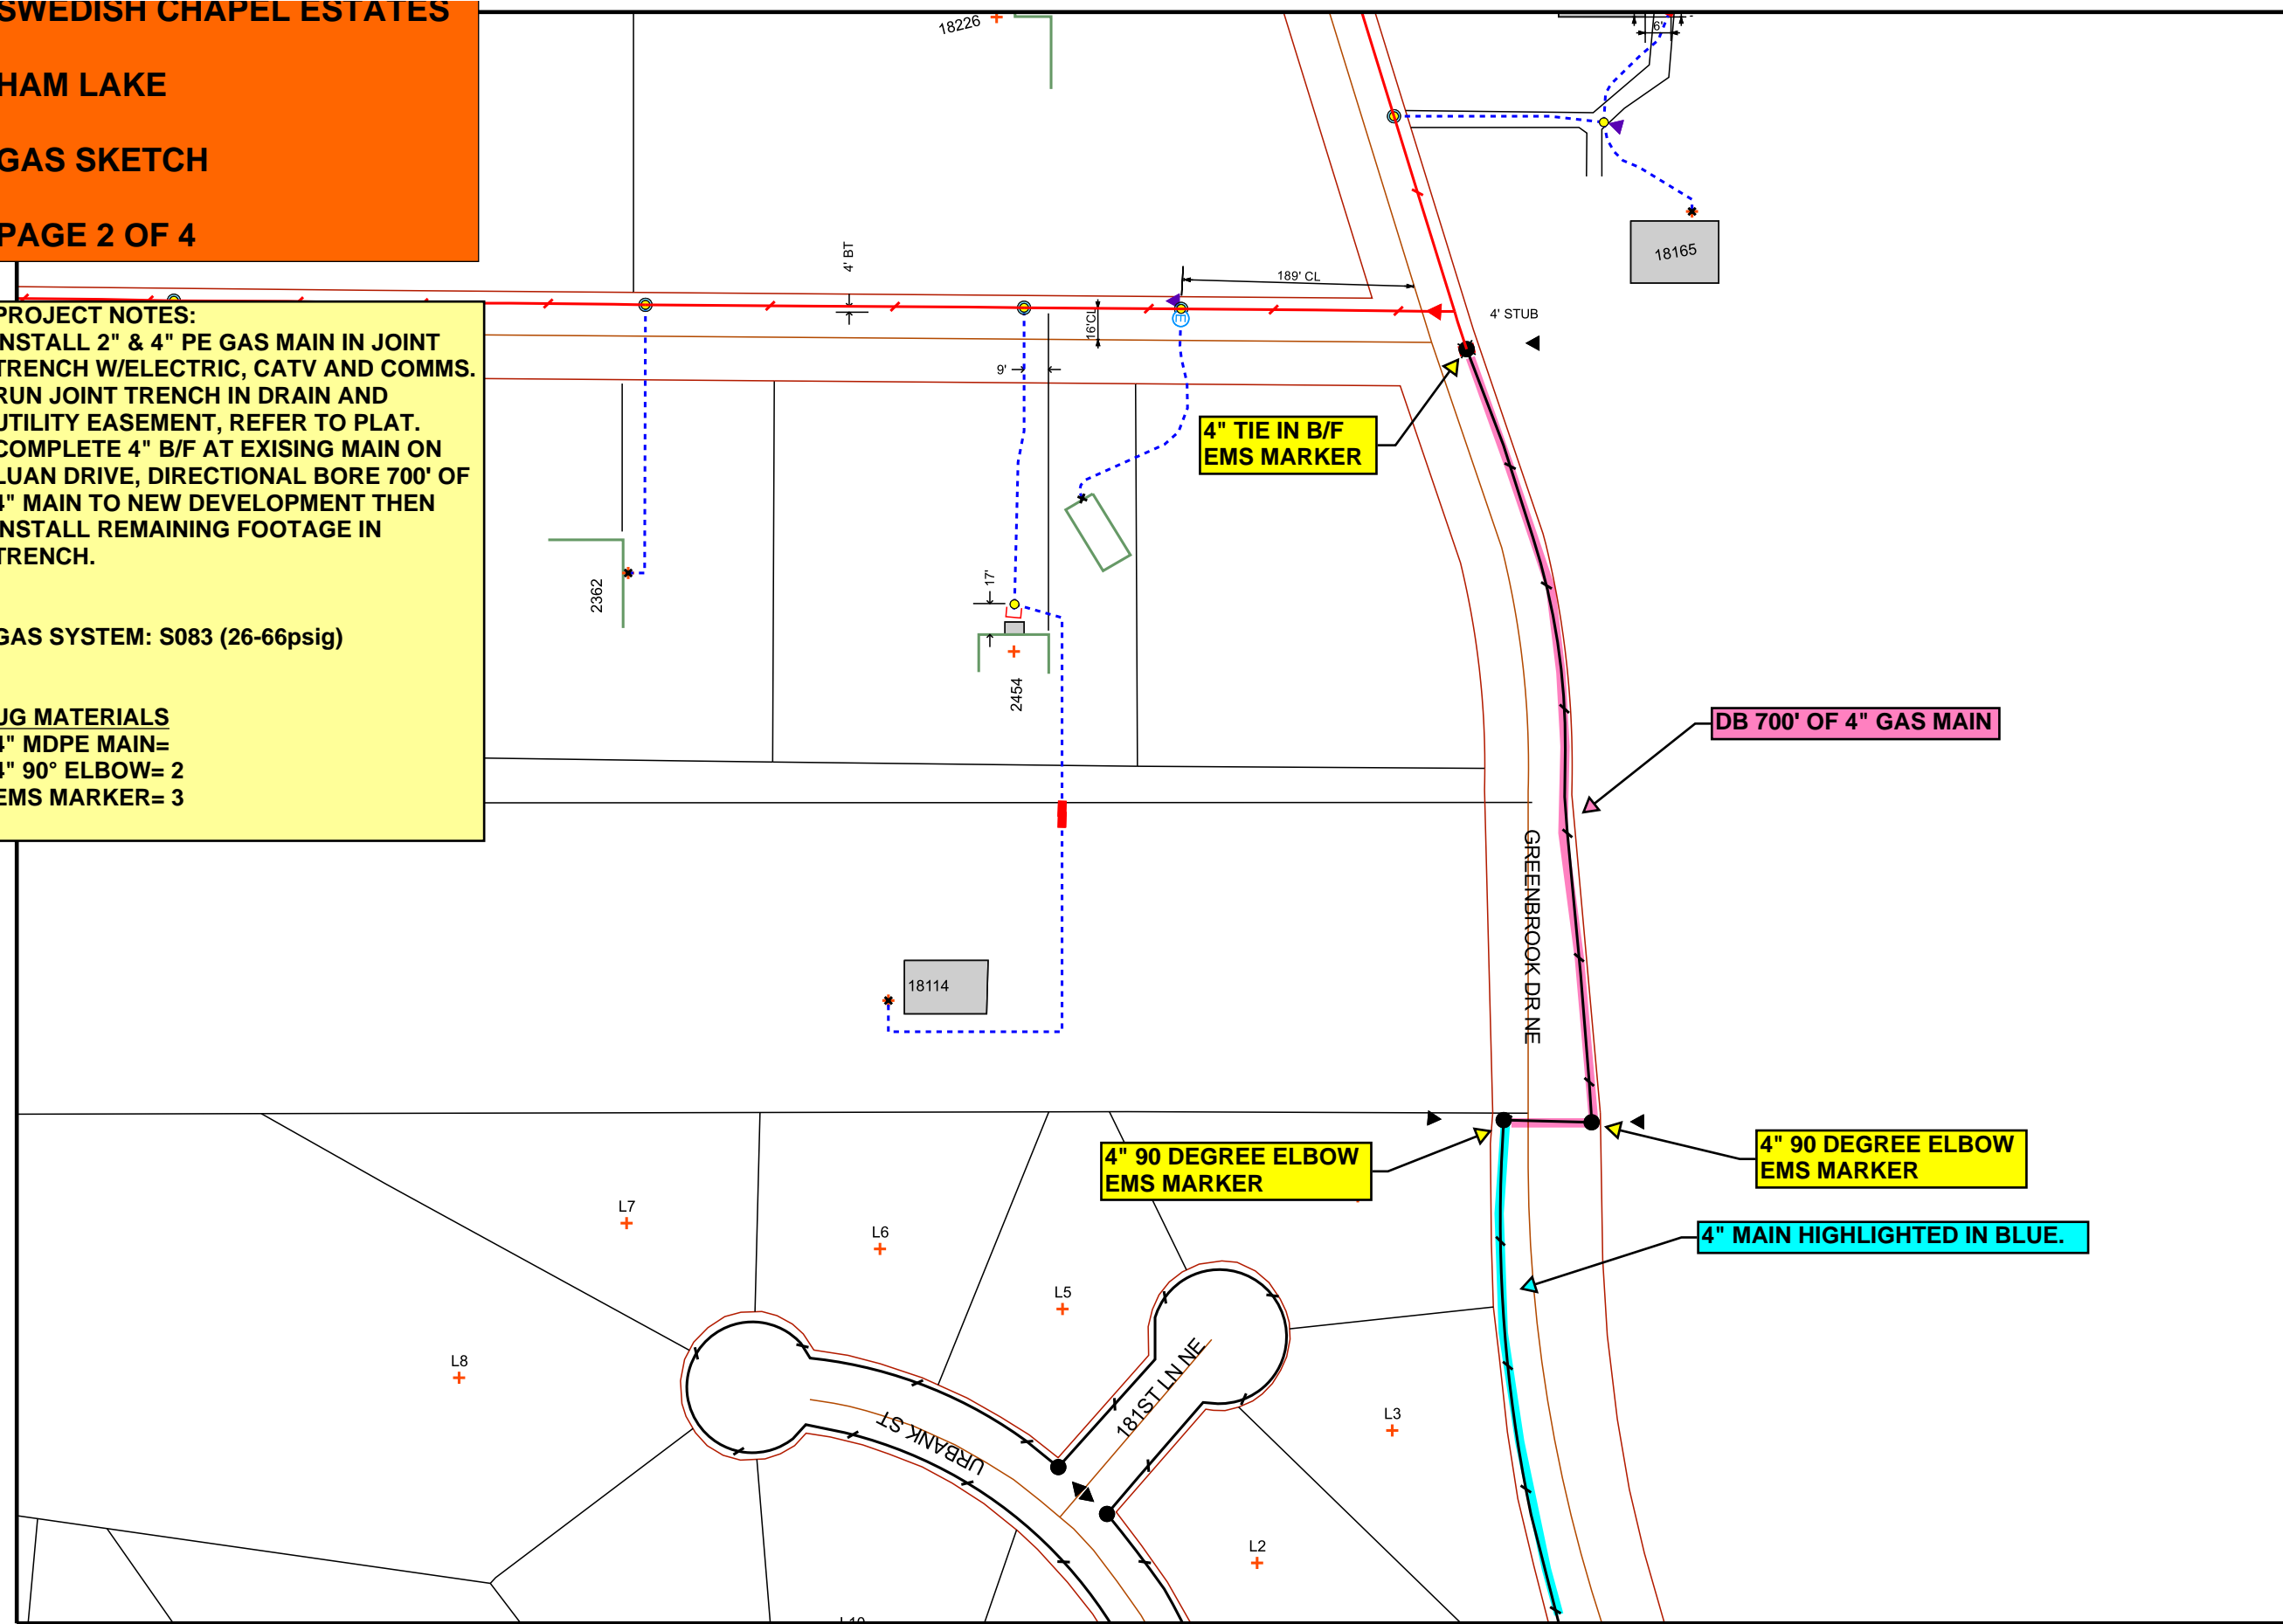 SWEDISH CHAPEL ESTATES
HAM LAKE
GAS SKETCH
PAGE 2 OF 4
PROJECT NOTES:
INSTALL 2" & 4" PE GAS MAIN IN JOINT
TRENCH W/ELECTRIC, CATV AND COMMS.
RUN JOINT TRENCH IN DRAIN AND
UTILITY EASEMENT, REFER TO PLAT.
COMPLETE 4" B/F AT EXISING MAIN ON
LUAN DRIVE, DIRECTIONAL BORE 700' OF
4" MAIN TO NEW DEVELOPMENT THEN
INSTALL REMAINING FOOTAGE IN
TRENCH.
GAS SYSTEM: S083 (26-66psig)
UG MATERIALS
4" MDPE MAIN=
4" 90° ELBOW= 2
EMS MARKER= 3
18226
6'
18165
4' BT
189' CL
16'CL
E
4' STUB
9'
4" TIE IN B/F
EMS MARKER
2362
17'
2454
DB 700' OF 4" GAS MAIN
GREENBROOK DR NE
18114
4" 90 DEGREE ELBOW
EMS MARKER
4" 90 DEGREE ELBOW
EMS MARKER
4" MAIN HIGHLIGHTED IN BLUE.
L7
L6
L5
L8
181ST LN NE
URBANK ST
L3
L2
L10